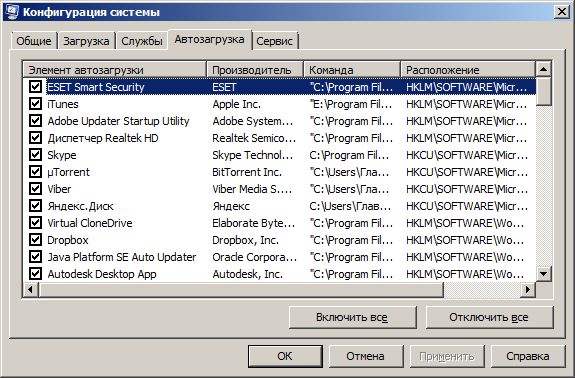 Конфигурация системы
Общие Загрузка Службы Автозагрузка Сервис
Элемент автозагрузки Производитель Команда Расположение
ESET Smart Security ESET "C:\Program Fil... HKLM\SOFTWARE\Micr...
iTunes Apple Inc. "E:\Program Fil... HKLM\SOFTWARE\Micr...
Adobe Updater Startup Utility Adobe System... "C:\Program Fil... HKLM\SOFTWARE\Micr...
Диспетчер Realtek HD Realtek Semico... "C:\Program Fil... HKLM\SOFTWARE\Micr...
Skype Skype Technol... C:\Program Fil... HKCU\SOFTWARE\Micr...
µTorrent BitTorrent Inc. "C:\Users\Гла... HKCU\SOFTWARE\Micr...
Viber Viber Media S... "C:\Users\Глав... HKCU\SOFTWARE\Micr...
Яндекс.Диск Яндекс C:\Users\Глав... HKCU\SOFTWARE\Micr...
Virtual CloneDrive Elaborate Byte... "C:\Program Fil... HKLM\SOFTWARE\Wo...
Dropbox Dropbox, Inc. "C:\Program Fil... HKLM\SOFTWARE\Wo...
Java Platform SE Auto Updater Oracle Corpora... "C:\Program Fil... HKLM\SOFTWARE\Wo...
Autodesk Desktop App Autodesk, Inc. "C:\Program Fil... HKLM\SOFTWARE\Wo...
Включить все Отключить все
ОК Отмена Применить Справка